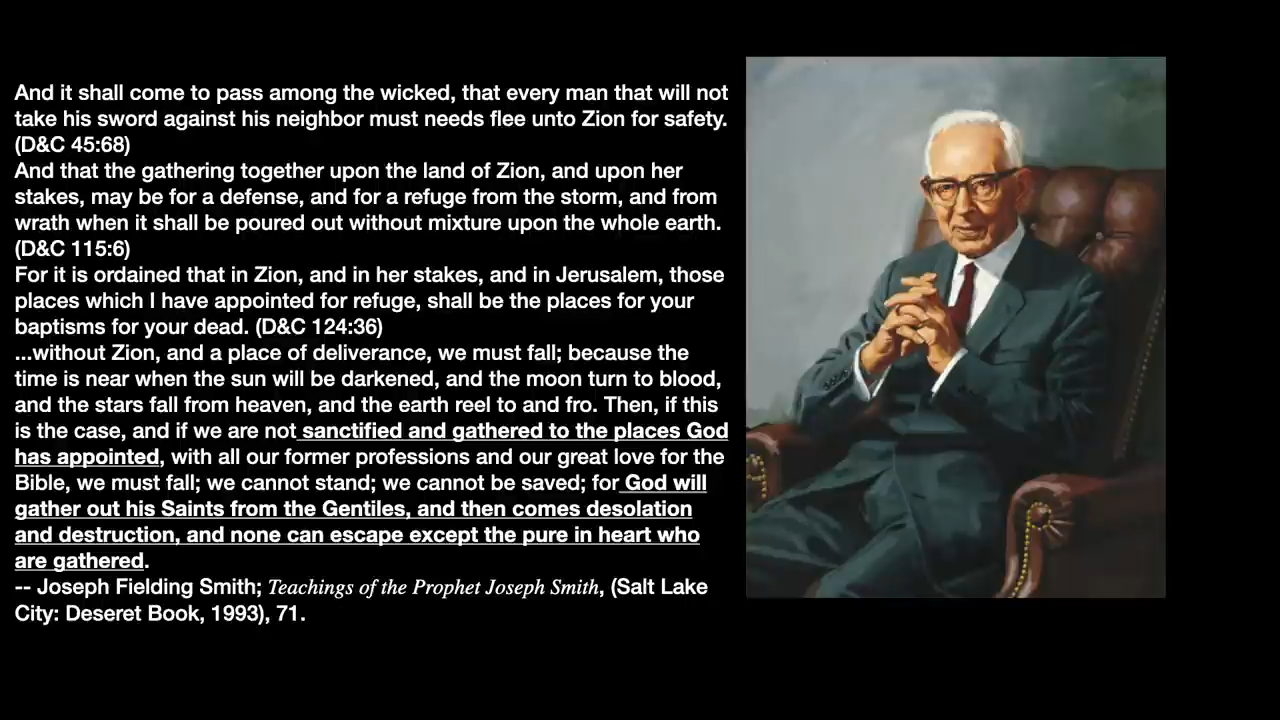 And it shall come to pass among the wicked, that every man that will not
take his sword against his neighbor must needs flee unto Zion for safety.
(D&C 45:68)
And that the gathering together upon the land of Zion, and upon her
stakes, may be for a defense, and for a refuge from the storm, and from
wrath when it shall be poured out without mixture upon the whole earth.
(D&C 115:6)
For it is ordained that in Zion, and in her stakes, and in Jerusalem, those
places which I have appointed for refuge, shall be the places for your
baptisms for your dead. (D&C 124:36)
...without Zion, and a place of deliverance, we must fall; because the
time is near when the sun will be darkened, and the moon turn to blood,
and the stars fall from heaven, and the earth reel to and fro. Then, if this
is the case, and if we are not sanctified and gathered to the places God
has appointed, with all our former professions and our great love for the
Bible, we must fall; we cannot stand; we cannot be saved; for God will
gather out his Saints from the Gentiles, and then comes desolation
and destruction, and none can escape except the pure in heart who
are gathered.
-- Joseph Fielding Smith; Teachings of the Prophet Joseph Smith, (Salt Lake
City: Deseret Book, 1993), 71.